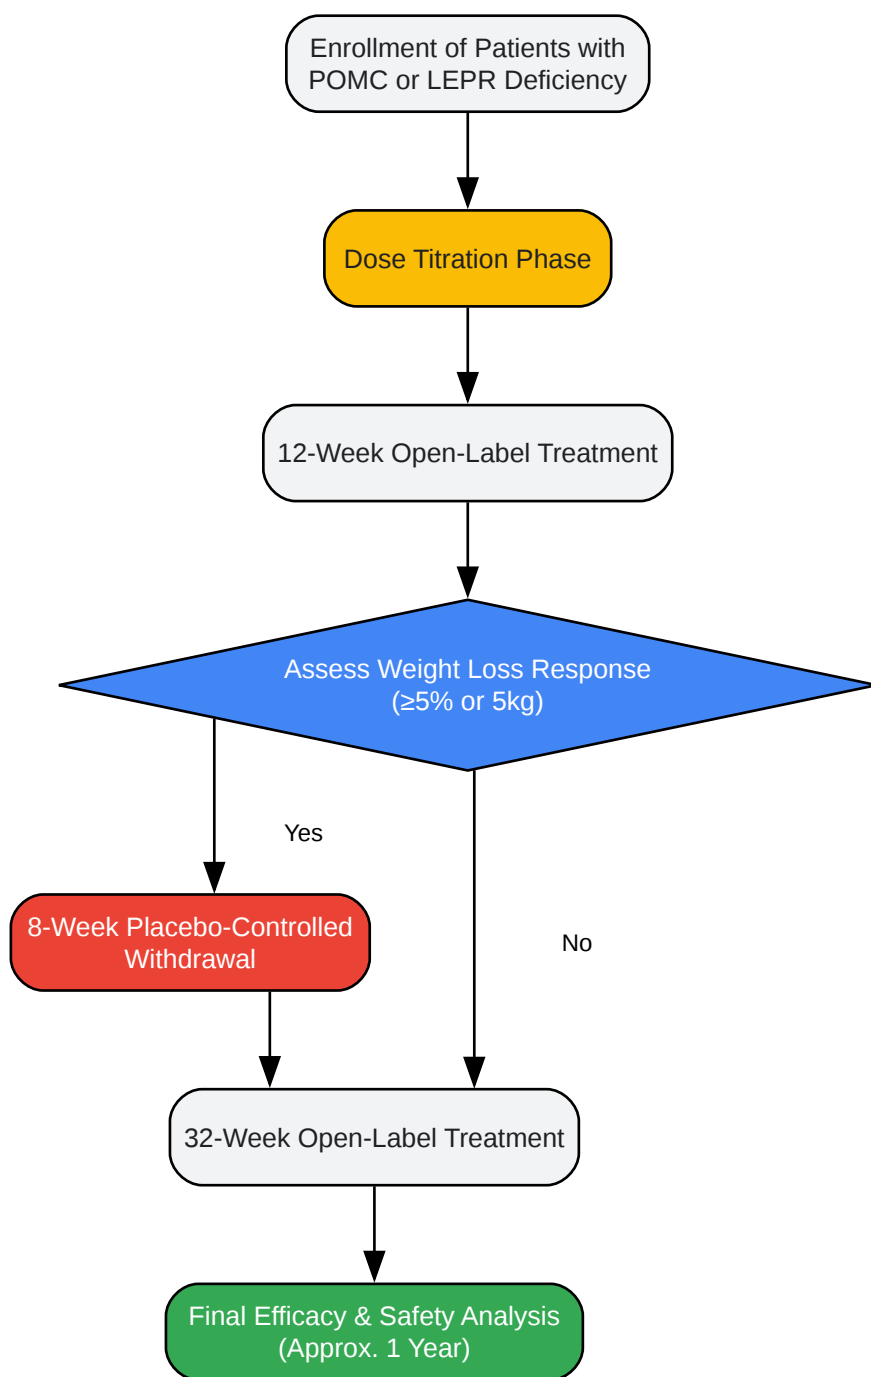 Enrollment of Patients with
POMC or LEPR Deficiency
Dose Titration Phase
12-Week Open-Label Treatment
Assess Weight Loss Response
(≥5% or 5kg)
Yes
8-Week Placebo-Controlled
Withdrawal
No
32-Week Open-Label Treatment
Final Efficacy & Safety Analysis
(Approx. 1 Year)